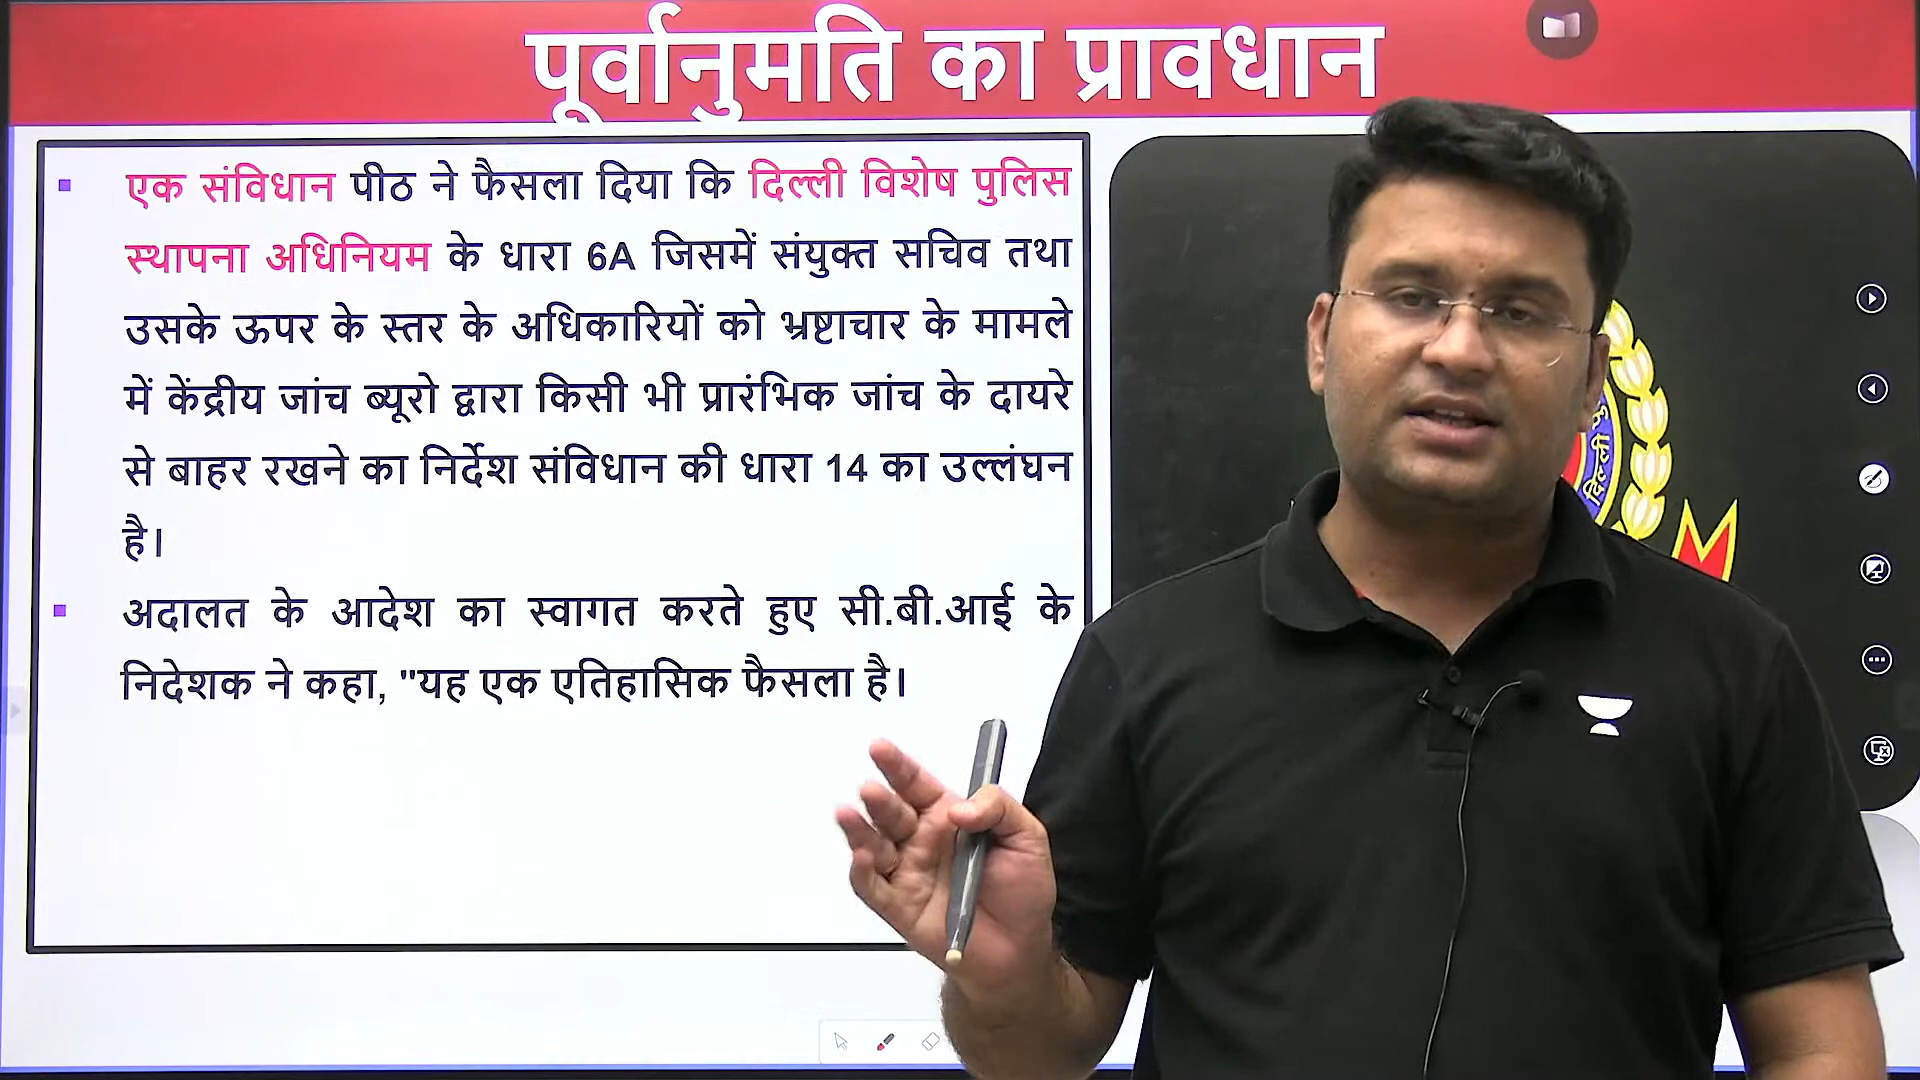 पूर्वानुमति का प्रावधान
एक संविधान पीठ ने फैसला दिया कि दिल्ली विशेष पुलिस
स्थापना अधिनियम के धारा 6A जिसमें संयुक्त सचिव तथा
उसके ऊपर के स्तर के अधिकारियों को भ्रष्टाचार के मामले
में केंद्रीय जांच ब्यूरो द्वारा किसी भी प्रारंभिक जांच के दायरे
से बाहर रखने का निर्देश संविधान की धारा 14 का उल्लंघन
है।
अदालत के आदेश का स्वागत करते हुए सी.बी.आई के
निदेशक ने कहा, "यह एक एतिहासिक फैसला है।
दिल्ली